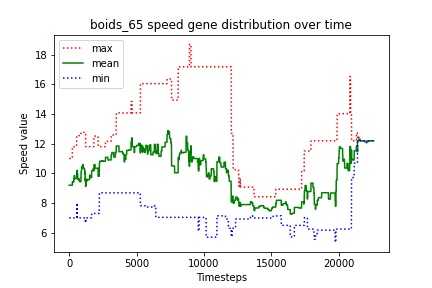 boids_65 speed gene distribution over time
max
mean
min
Speed value
18
16
14
12
10
8
6
0
5000
10000
15000
20000
Timesteps